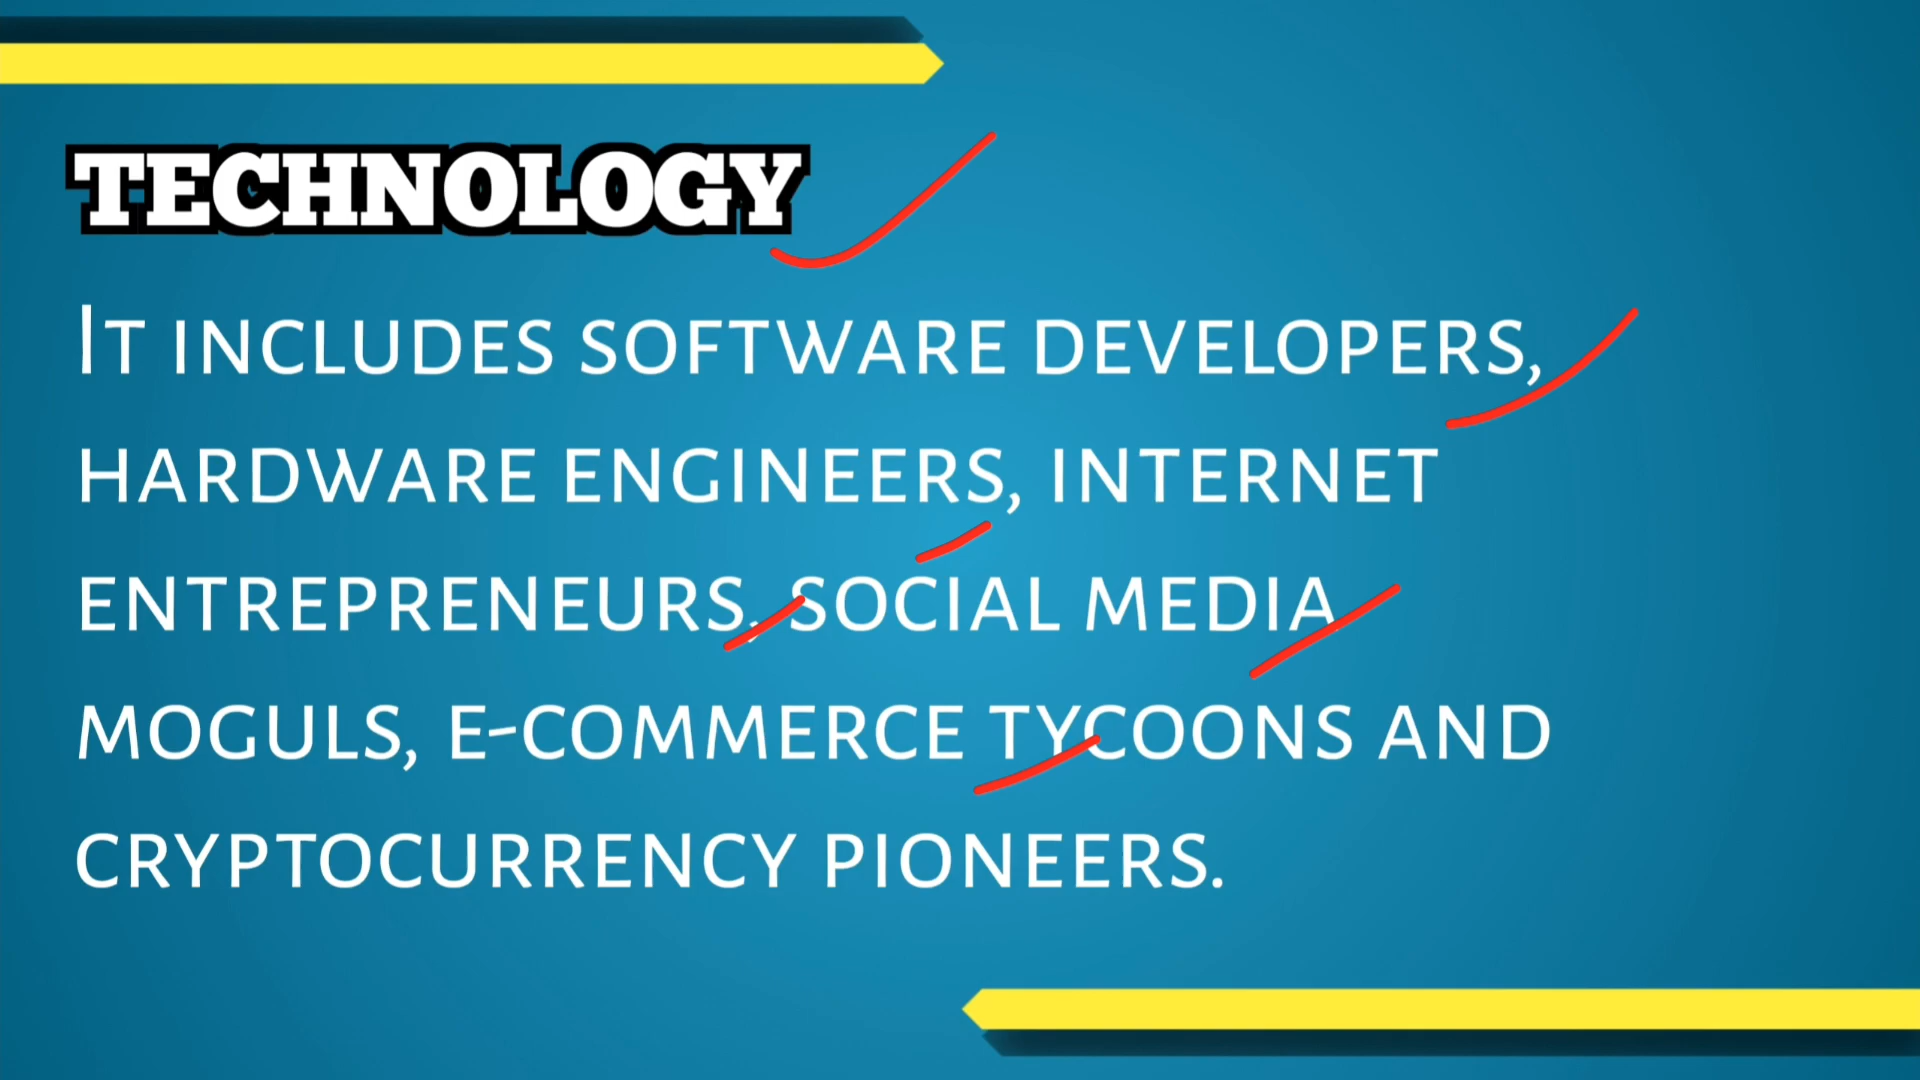 TECHNOLOGY
It includes software developers,
hardware engineers, internet
entrepreneurs, social media
moguls, e-commerce tycoons and
cryptocurrency pioneers.